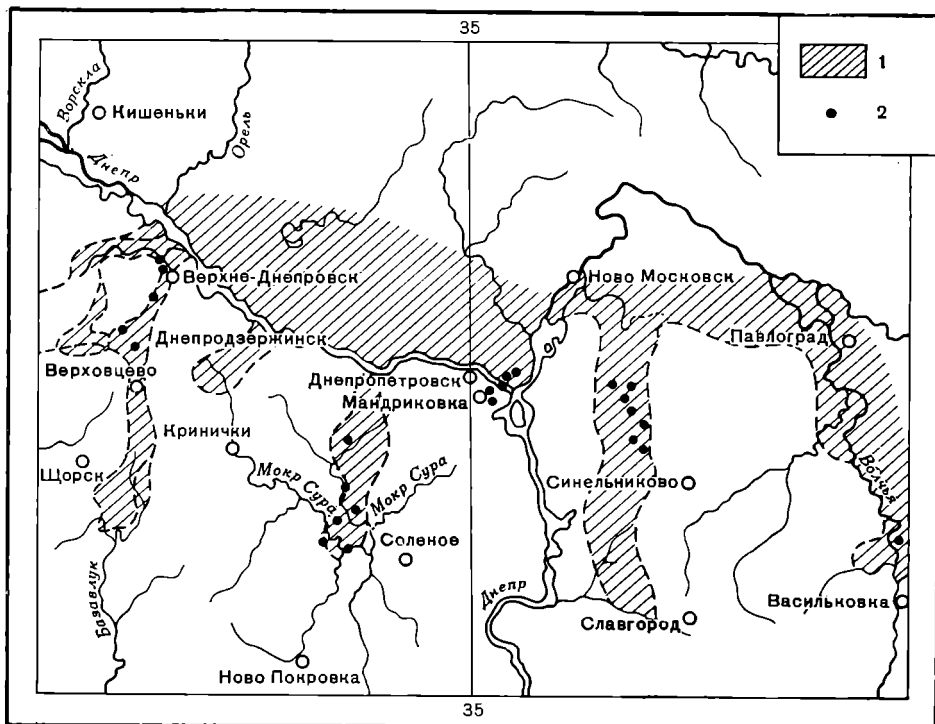 35
1
2
Ворскла
Кишеньки
Орель
Днепр
Верхне-Днепровск
Ново Московск
Днепродзержинск
Павлоград
Верховцево
Днепропетровск
Мандриковка
Кринички
Щорск
Мокр Сура
Мокр Сура
Волчья
Синельниково
Соленое
Базавлук
Днепр
Васильковка
Славгород
Ново Покровка
35